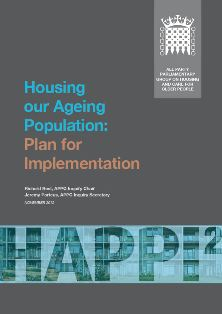 ALL PARTY
PARLIAMENTARY
GROUP ON HOUSING
AND CARE FOR
OLDER PEOPLE
Housing
our Ageing
Population:
Plan for
Implementation
Richard Best, APPG Inquiry Chair
Jeremy Porteus, APPG Inquiry Secretary
NOVEMBER 2012
HAPPI2